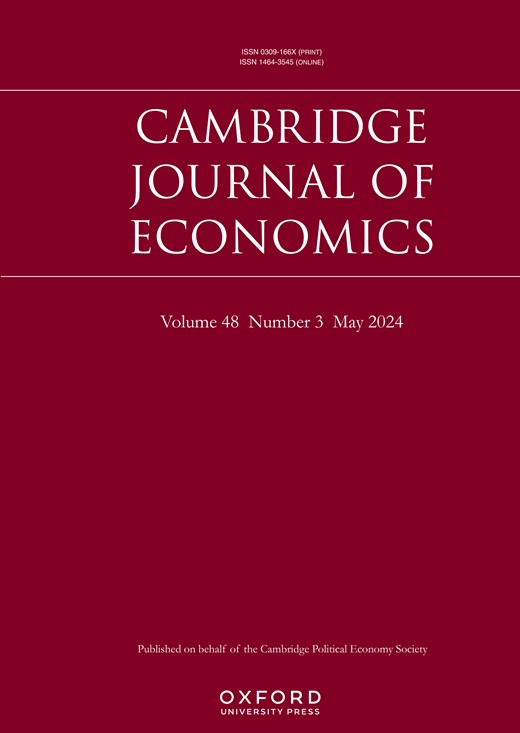 ISSN 0309-166X (PRINT)
ISSN 1464-3545 (ONLINE)
CAMBRIDGE
JOURNAL OF
ECONOMICS
Volume 48 Number 3 May 2024
Published on behalf of the Cambridge Political Economy Society
OXFORD
UNIVERSITY PRESS